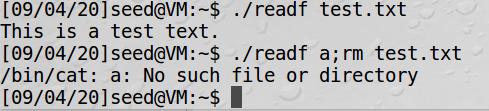 [09/04/20]seed@VM:~$ ./readf test.txt
This is a test text.
[09/04/20]seed@VM:~$ ./readf a;rm test.txt
/bin/cat: a: No such file or directory
[09/04/20]seed@VM:~$